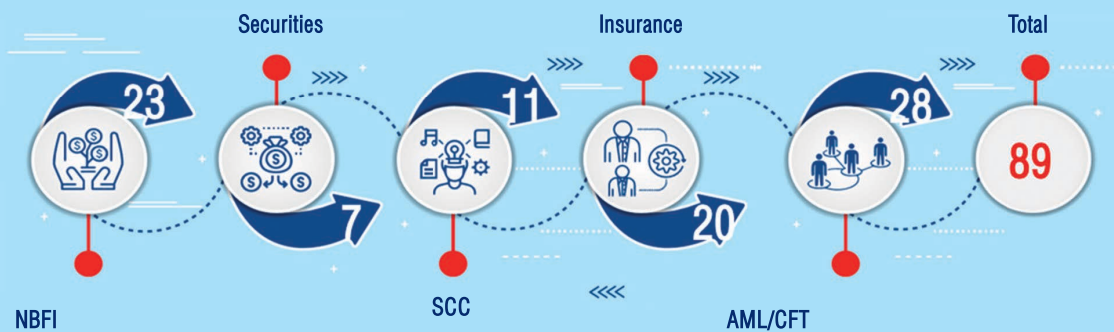 Securities
Insurance
Total
23
11
28
89
7
20
NBFI
SCC
AML/CFT